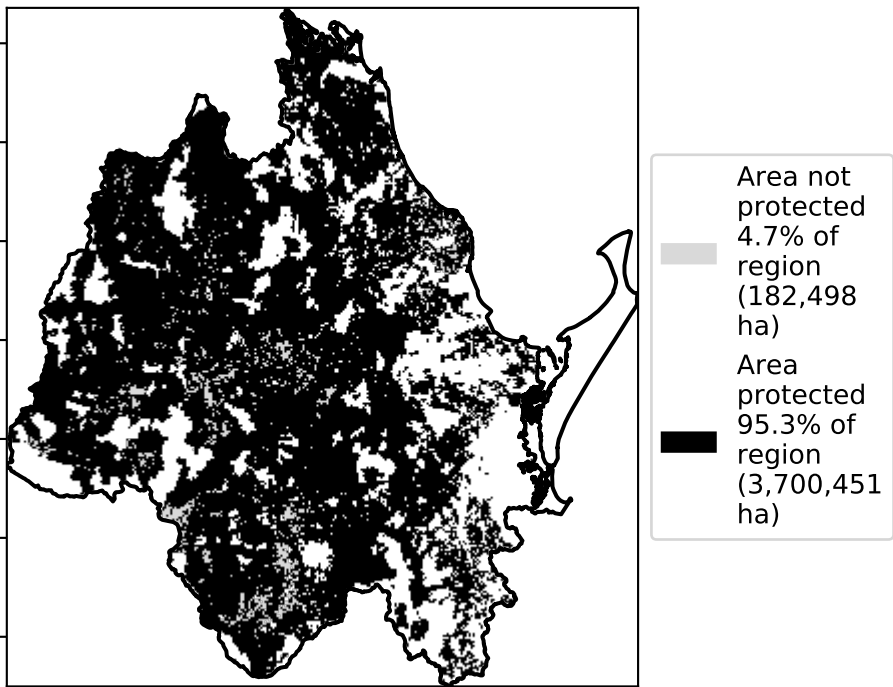 Area not
protected
4.7% of
region
(182,498
ha)
Area
protected
95.3% of
region
(3,700,451
ha)